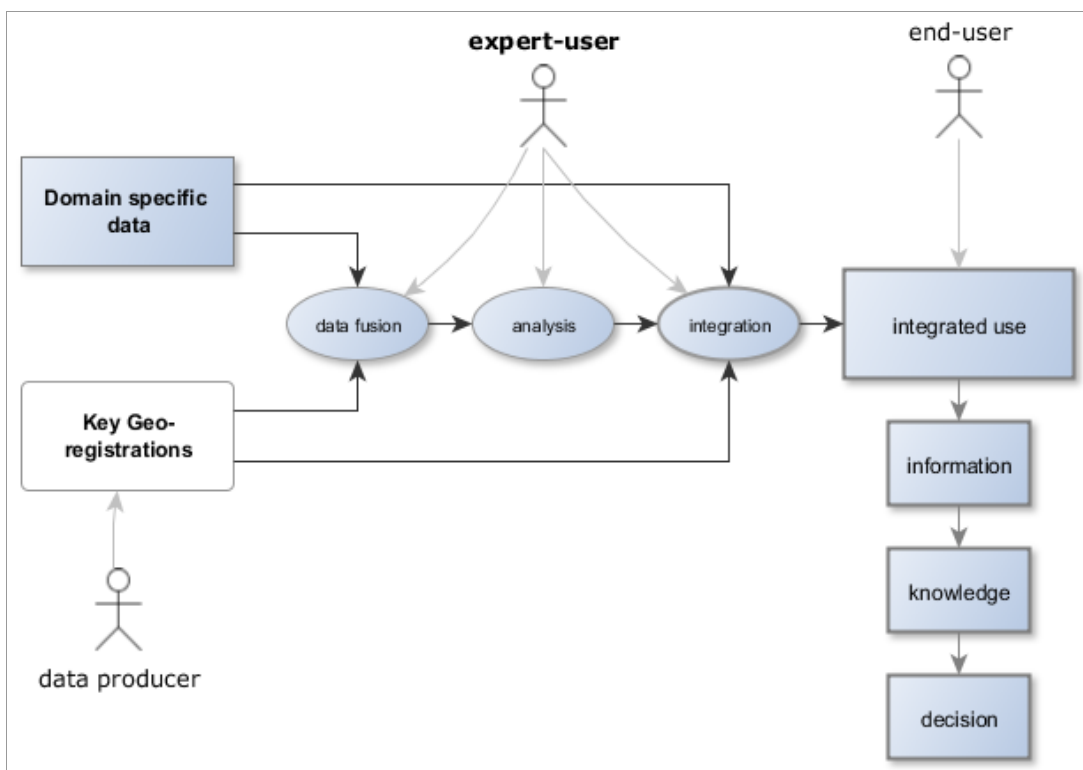 expert-user
end-user
Domain specific
data
data fusion
analysis
integration
integrated use
Key Geo-
registrations
information
knowledge
data producer
decision